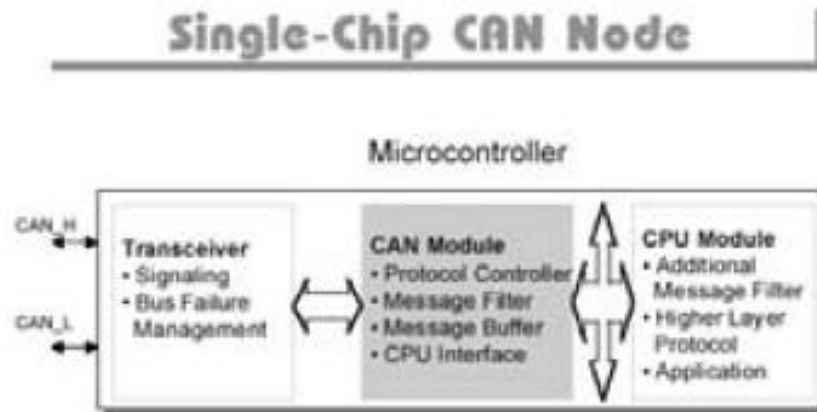 Single-Chip CAN Node
Microcontroller
CAN_H
CAN_L
Transceiver
• Signaling
• Bus Failure
Management
CAN Module
• Protocol Controller
• Message Filter
• Message Buffer
• CPU Interface
CPU Module
• Additional
Message Filter
• Higher Layer
Protocol
• Application